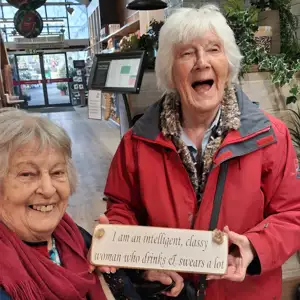 I am an intelligent, classy
woman who drinks & swears a lot